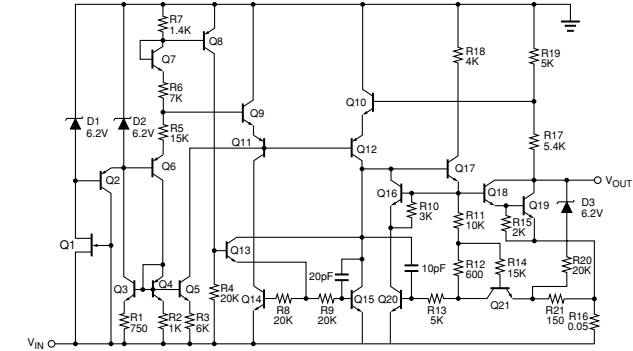 R7
1.4K
Q8
Q7
R18
4K
R19
5K
R6
7K
Q10
Q9
D1
6.2V
D2
6.2V
R5
15K
Q11
Q12
R17
5.4K
Q2
Q6
Q17
Q16
Q18
VOUT
R10
3K
Q19
D3
6.2V
R11
10K
R15
2K
Q1
Q13
20pF
10pF
R12
600
R14
15K
R20
20K
Q3
Q4
Q5
R4
20K
Q14
Q15
Q20
Q21
R8
20K
R9
20K
R13
5K
R21
150
R16
0.05
R1
750
R2
1K
R3
6K
VIN